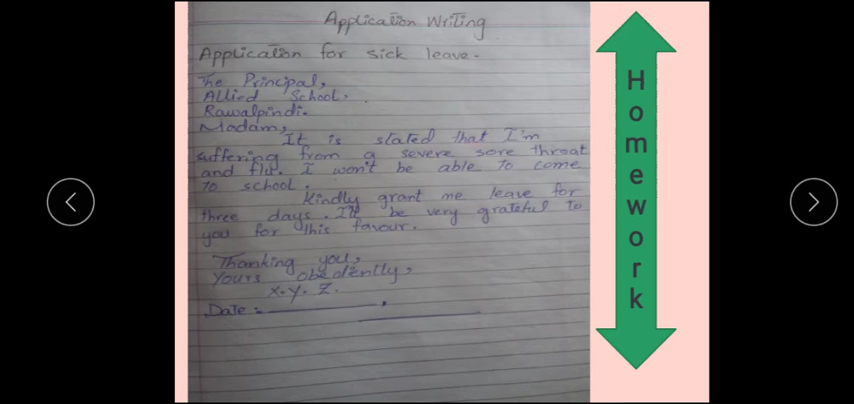 Application Writing
Application for sick leave.
The Principal,
Allied School.
Rawalpindi.
Madam,
It is stated that I'm
suffering from a severe sore throat
and flu. I won't be able to come
to school.
Kindly grant me leave for
three days. I'll be very grateful to
you for this favour.
Thanking you,
Yours obediently,
X.Y.Z.
Date:
Homework